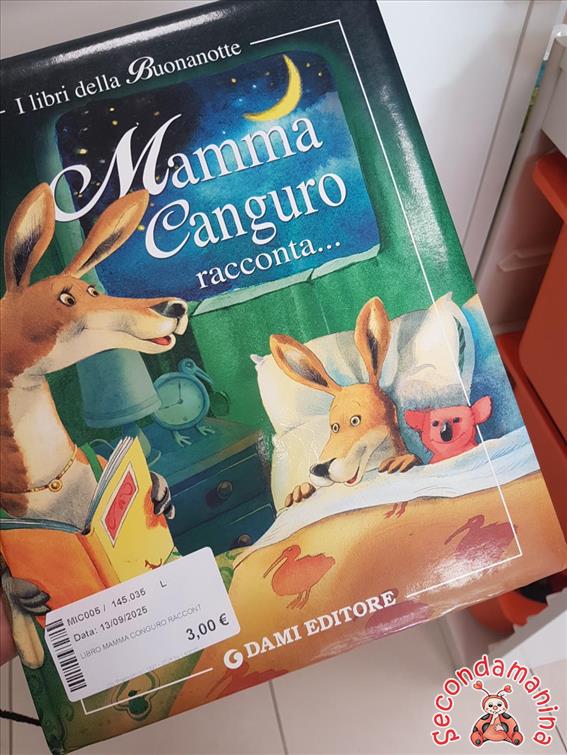 I libri della Buonanotte
Mamma
Canguro
racconta...
MIC005 / 145.035 L
Data: 13/09/2025
LIBRO MAMMA CONGURO RACCONT
3,00 €
DAMI EDITORE
Secondamanina